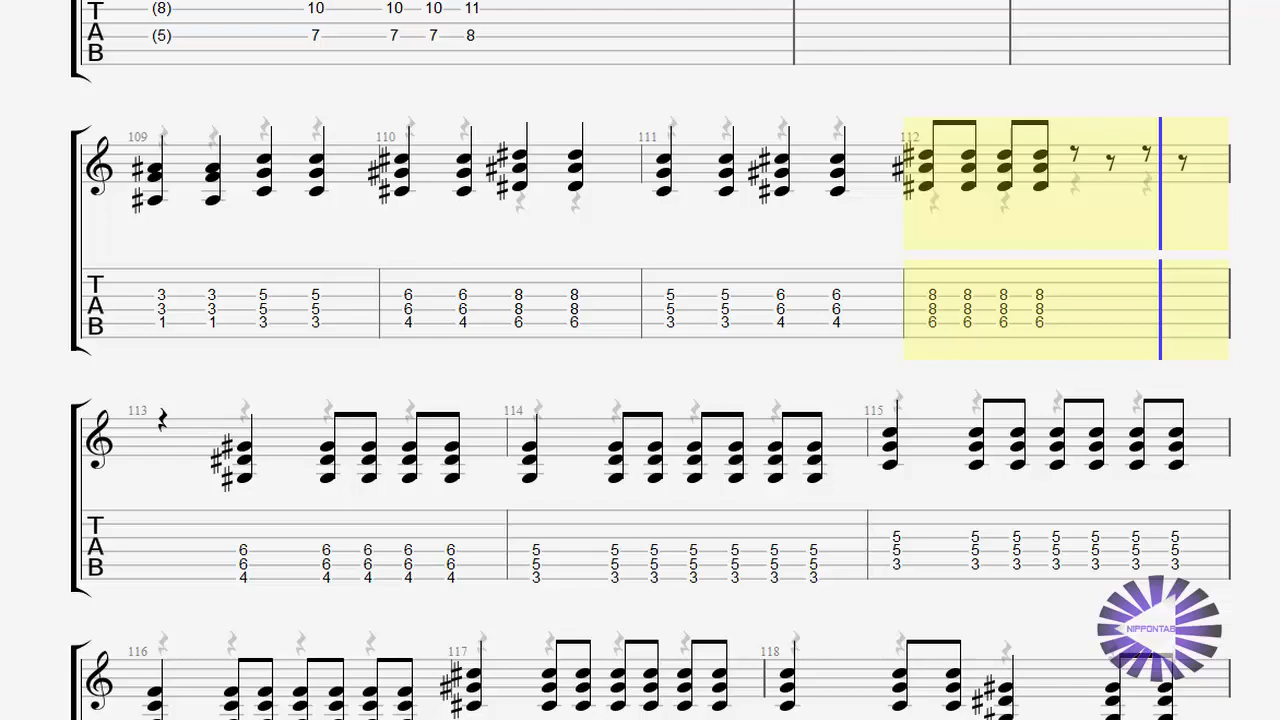 T (8) 10 10 10 11
A (5) 7 7 7 8
B
109 110 111 112
T
3 3 5 5 6 6 8 8 5 5 6 6 8 8 8 8
A 3 3 5 5 6 6 8 8 5 5 6 6 8 8 8 8
B 1 1 3 3 4 4 6 6 3 3 4 4 6 6 6 6
113 114 115
T
5 5 5 5 5 5 5
A 6 6 6 6 6 5 5 5 5 5 5 5 5 5 5 5 5 5 5
B 6 6 6 6 6 5 5 5 5 5 5 5 3 3 3 3 3 3 3
4 4 4 4 4 3 3 3 3 3 3 3
NIPPONTAB
116 117 118